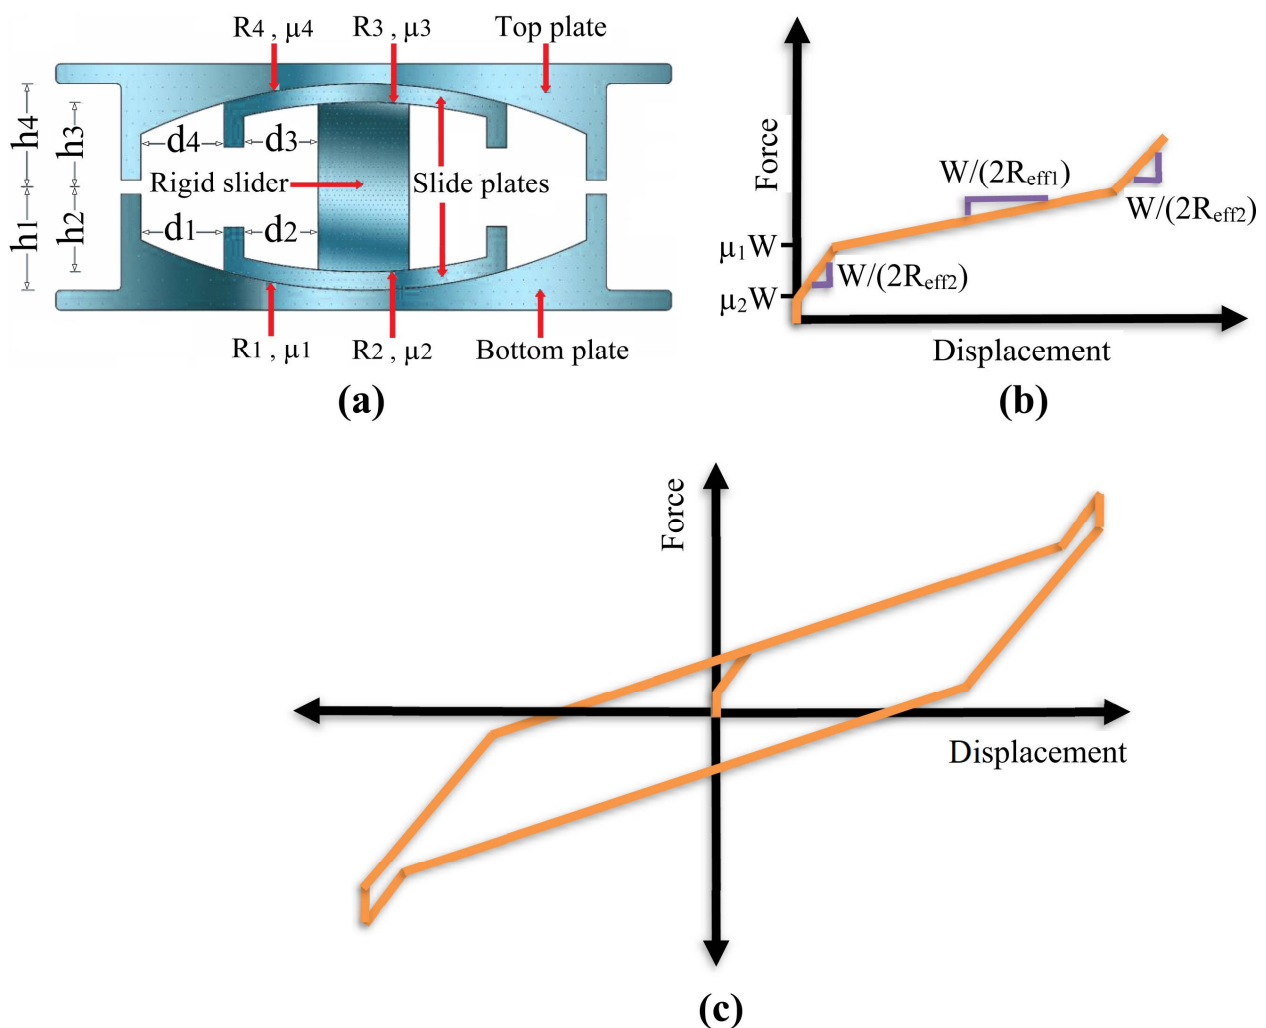 R4 , μ4
R3 , μ3
Top plate
h4
h3
d4
d3
Rigid slider
Slide plates
h1
h2
d1
d2
R1 , μ1
R2 , μ2
Bottom plate
(a)
Force
W/(2Reff1)
W/(2Reff2)
μ1W
W/(2Reff2)
μ2W
Displacement
(b)
Force
Displacement
(c)